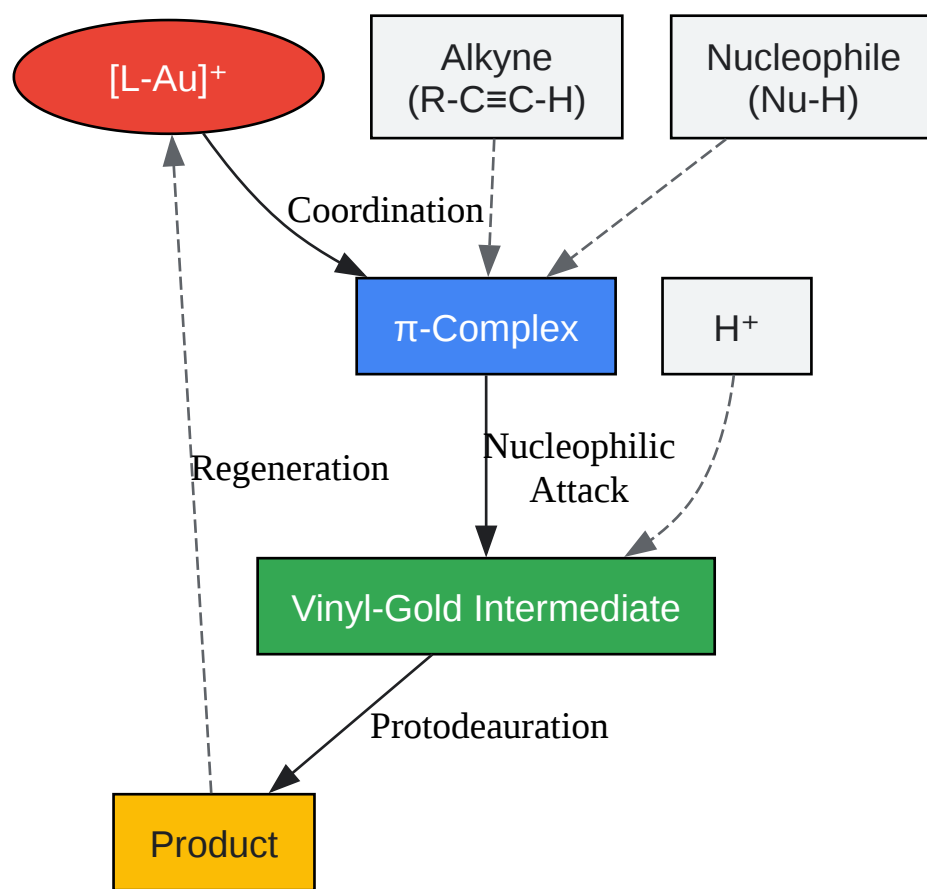 [L-Au]⁺
Alkyne
(R-C≡C-H)
Nucleophile
(Nu-H)
Coordination
π-Complex
H⁺
Nucleophilic
Attack
Regeneration
Vinyl-Gold Intermediate
Protodeauration
Product